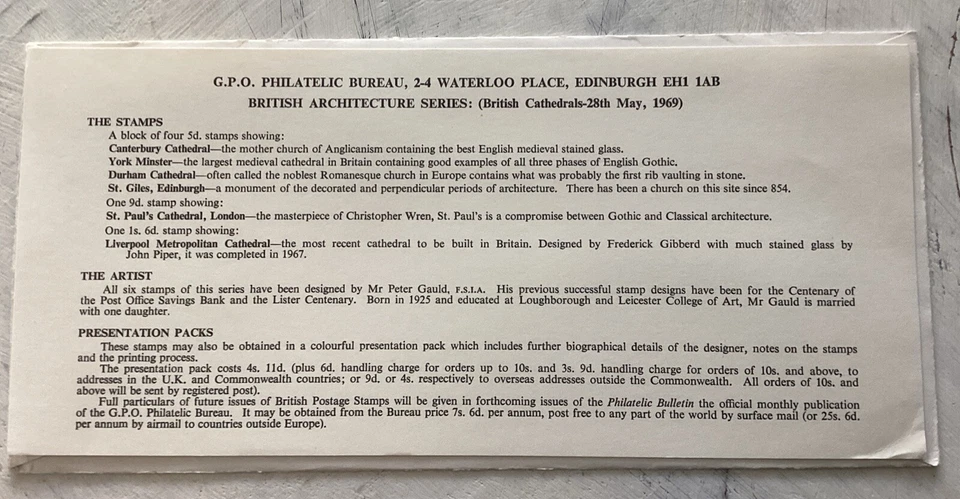 G.P.O. PHILATELIC BUREAU, 2-4 WATERLOO PLACE, EDINBURGH EH1 1AB
BRITISH ARCHITECTURE SERIES: (British Cathedrals-28th May, 1969)
THE STAMPS
A block of four 5d. stamps showing:
Canterbury Cathedral—the mother church of Anglicanism containing the best English medieval stained glass.
York Minster—the largest medieval cathedral in Britain containing good examples of all three phases of English Gothic.
Durham Cathedral—often called the noblest Romanesque church in Europe contains what was probably the first rib vaulting in stone.
St. Giles, Edinburgh—a monument of the decorated and perpendicular periods of architecture. There has been a church on this site since 854.
One 9d. stamp showing:
St. Paul's Cathedral, London—the masterpiece of Christopher Wren, St. Paul's is a compromise between Gothic and Classical architecture.
One 1s. 6d. stamp showing:
Liverpool Metropolitan Cathedral—the most recent cathedral to be built in Britain. Designed by Frederick Gibberd with much stained glass by
John Piper, it was completed in 1967.
THE ARTIST
All six stamps of this series have been designed by Mr Peter Gauld, F.S.I.A. His previous successful stamp designs have been for the Centenary of
the Post Office Savings Bank and the Lister Centenary. Born in 1925 and educated at Loughborough and Leicester College of Art, Mr Gauld is married
with one daughter.
PRESENTATION PACKS
These stamps may also be obtained in a colourful presentation pack which includes further biographical details of the designer, notes on the stamps
and the printing process.
The presentation pack costs 4s. 11d. (plus 6d. handling charge for orders up to 10s. and 3s. 9d. handling charge for orders of 10s. and above, to
addresses in the U.K. and Commonwealth countries; or 9d. or 4s. respectively to overseas addresses outside the Commonwealth. All orders of 10s. and
above will be sent by registered post).
Full particulars of future issues of British Postage Stamps will be given in forthcoming issues of the Philatelic Bulletin the official monthly publication
of the G.P.O. Philatelic Bureau. It may be obtained from the Bureau price 7s. 6d. per annum, post free to any part of the world by surface mail (or 25s. 6d.
per annum by airmail to countries outside Europe).